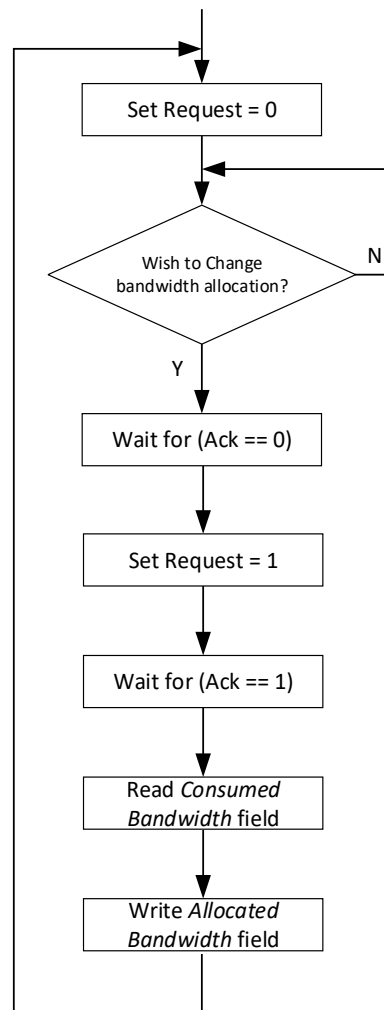 Set Request = 0
Wish to Change
bandwidth allocation?
N
Y
Wait for (Ack == 0)
Set Request = 1
Wait for (Ack == 1)
Read Consumed
Bandwidth field
Write Allocated
Bandwidth field